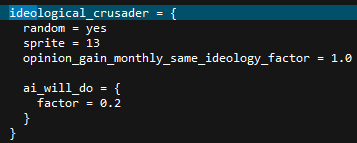 ideological_crusader = {
random = yes
sprite = 13
opinion_gain_monthly_same_ideology_factor = 1.0
ai_will_do = {
factor = 0.2
}
}